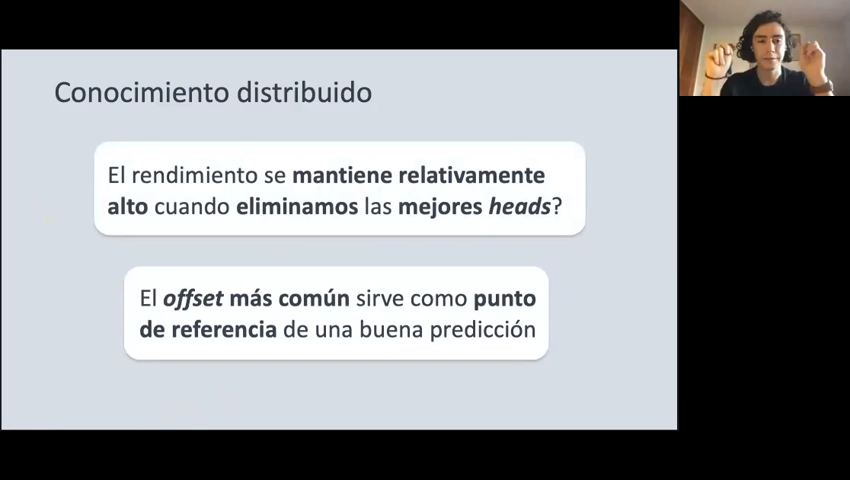 Conocimiento distribuido
El rendimiento se mantiene relativamente
alto cuando eliminamos las mejores heads?
El offset más común sirve como punto
de referencia de una buena predicción